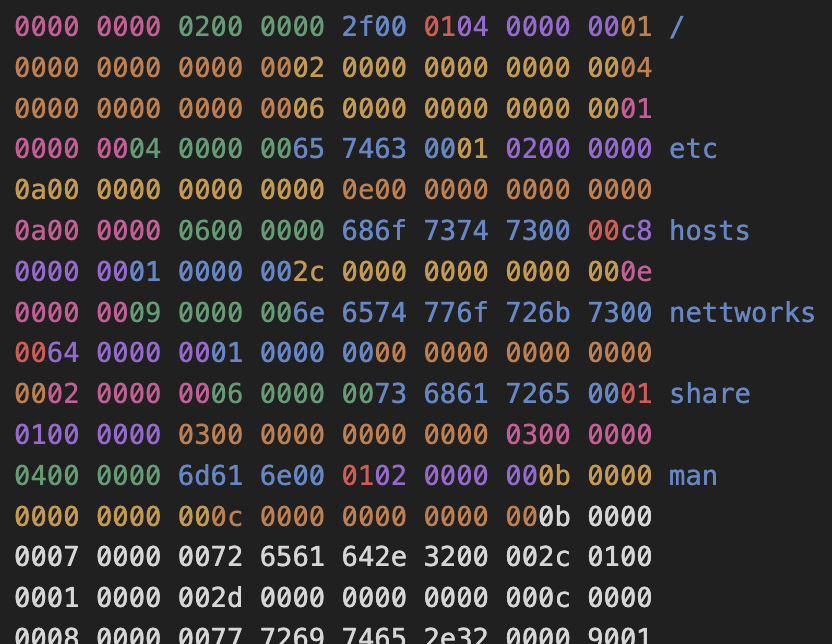 0000 0000 0200 0000 2f00 0104 0000 0001 /
0000 0000 0000 0002 0000 0000 0000 0004
0000 0000 0000 0006 0000 0000 0000 0001
0000 0004 0000 0065 7463 0001 0200 0000 etc
0a00 0000 0000 0000 0e00 0000 0000 0000
0a00 0000 0600 0000 686f 7374 7300 00c8 hosts
0000 0001 0000 002c 0000 0000 0000 000e
0000 0009 0000 006e 6574 776f 726b 7300 nettworks
0064 0000 0001 0000 0000 0000 0000 0000
0002 0000 0006 0000 0073 6861 7265 0001 share
0100 0000 0300 0000 0000 0000 0300 0000
0400 0000 6d61 6e00 0102 0000 000b 0000 man
0000 0000 000c 0000 0000 0000 000b 0000
0007 0000 0072 6561 642e 3200 002c 0100
0001 0000 002d 0000 0000 0000 000c 0000
0008 0000 0077 7269 7465 2e32 0000 9001